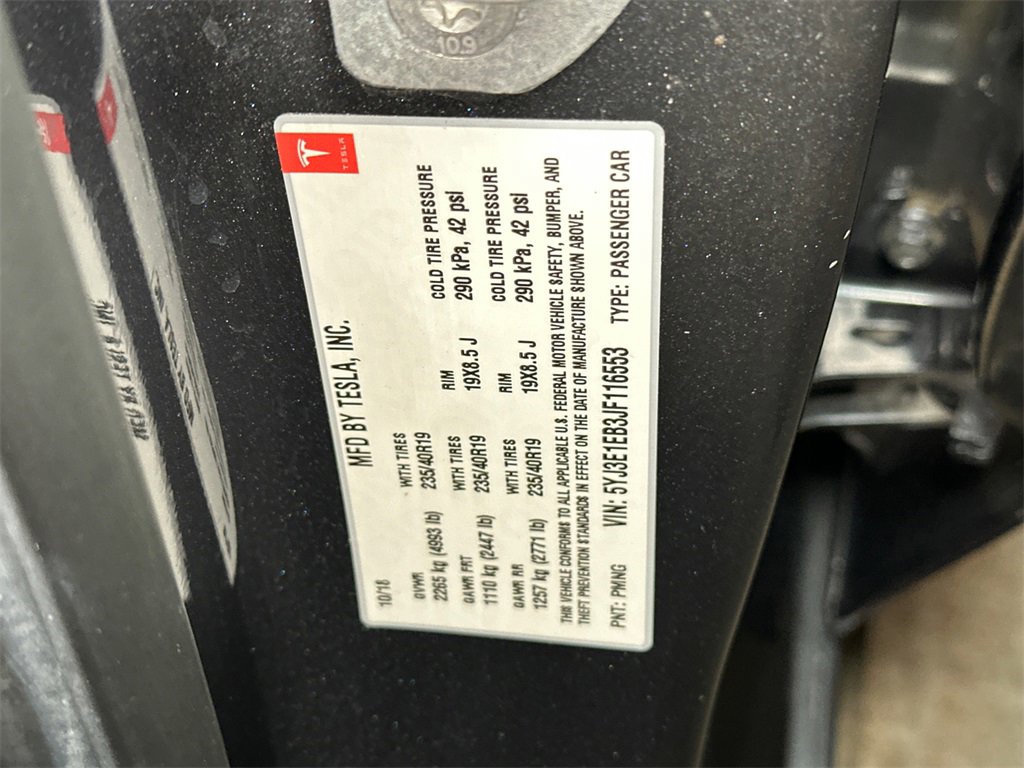 109
TESLA
MFD BY TESLA, INC.
10/18
GVWR
2265 kg (4993 lb)
WITH TIRES
235/40R19
RIM
19X8.5 J
COLD TIRE PRESSURE
290 kPa, 42 psi
GAWR FRT
1110 kg (2447 lb)
WITH TIRES
235/40R19
RIM
19X8.5 J
COLD TIRE PRESSURE
290 kPa, 42 psi
GAWR RR
1257 kg (2771 lb)
WITH TIRES
235/40R19
THIS VEHICLE CONFORMS TO ALL APPLICABLE U.S. FEDERAL MOTOR VEHICLE SAFETY, BUMPER, AND
THEFT PREVENTION STANDARDS IN EFFECT ON THE DATE OF MANUFACTURE SHOWN ABOVE.
PNT: PMNG VIN: 5YJ3E1EB3JF116553 TYPE: PASSENGER CAR